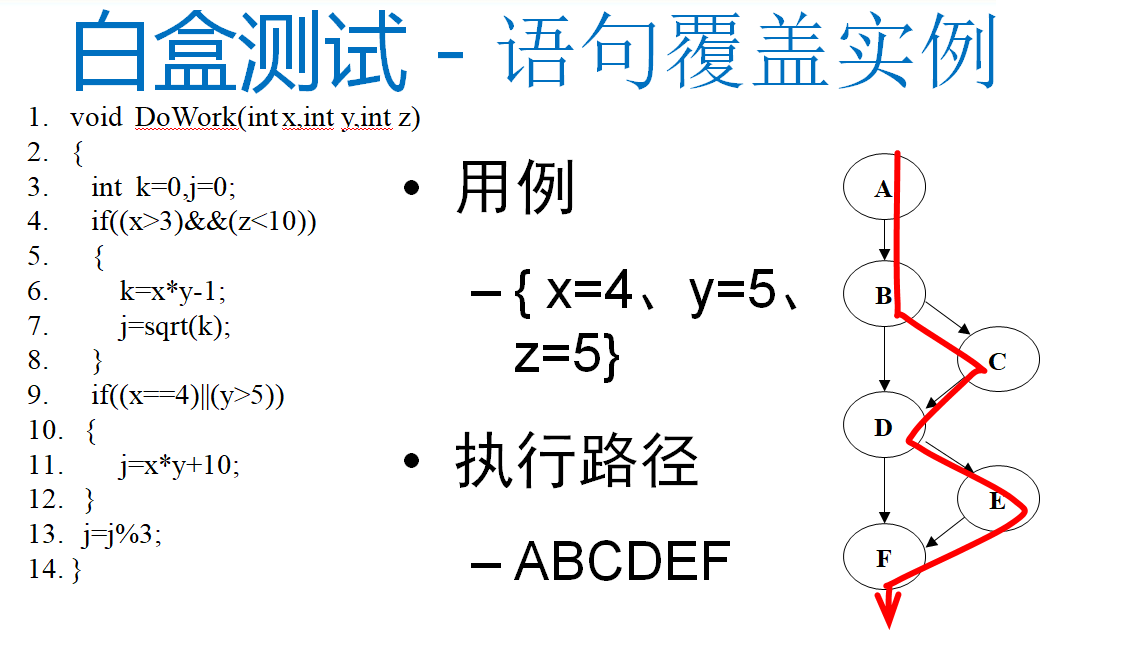 白盒测试 - 语句覆盖实例
1. void DoWork(int x,int y,int z)
2. {
3. int k=0,j=0;
4. if((x>3)&&(z<10))
5. {
6. k=x*y-1;
7. j=sqrt(k);
8. }
9. if((x==4)||(y>5))
10. {
11. j=x*y+10;
12. }
13. j=j%3;
14. }
• 用例
– { x=4、y=5、
z=5}
• 执行路径
– ABCDEF
A
B
C
D
E
F